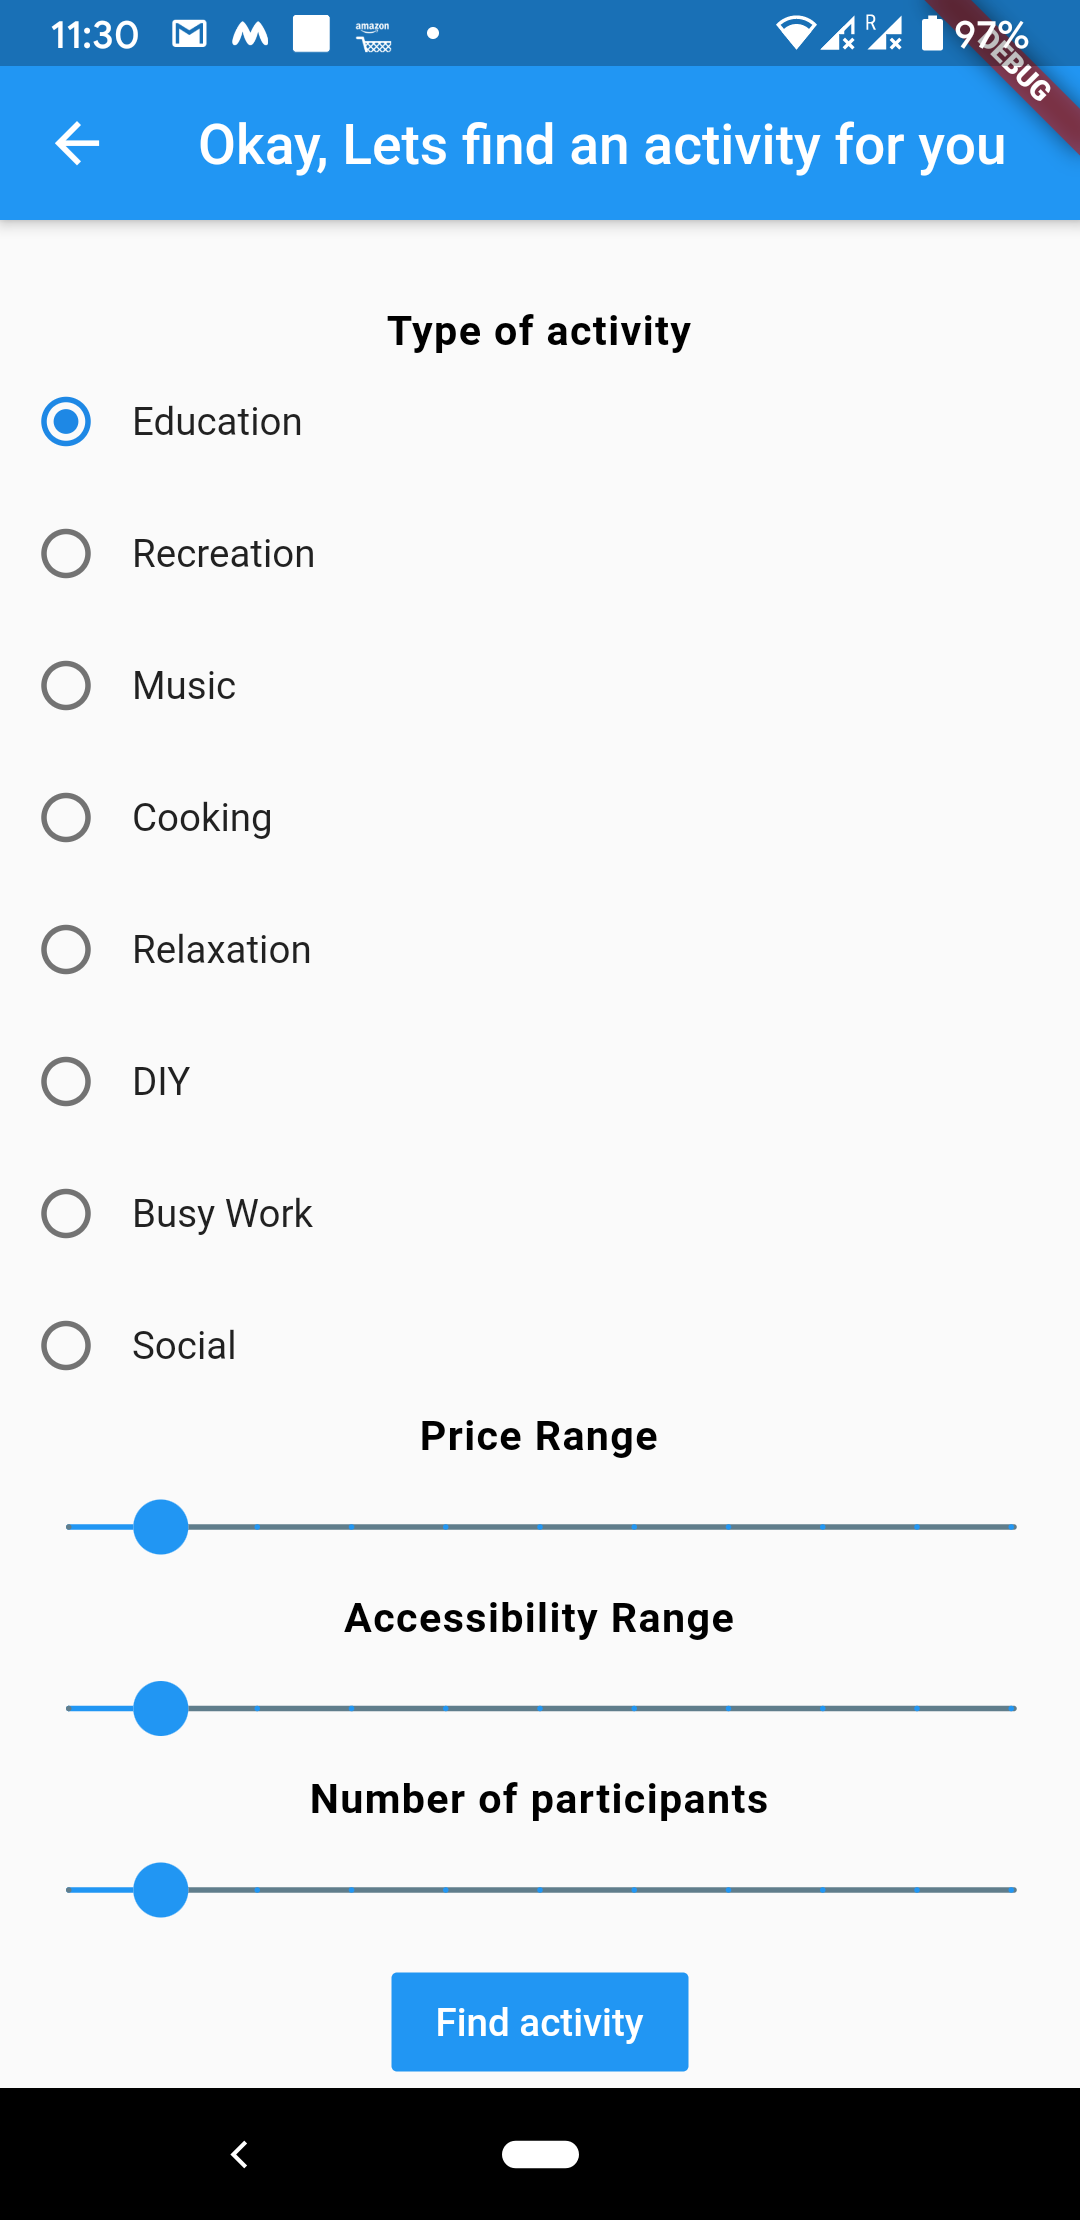 11:30 amazon R 97%
DEBUG
Okay, Lets find an activity for you
Type of activity
Education
Recreation
Music
Cooking
Relaxation
DIY
Busy Work
Social
Price Range
Accessibility Range
Number of participants
Find activity